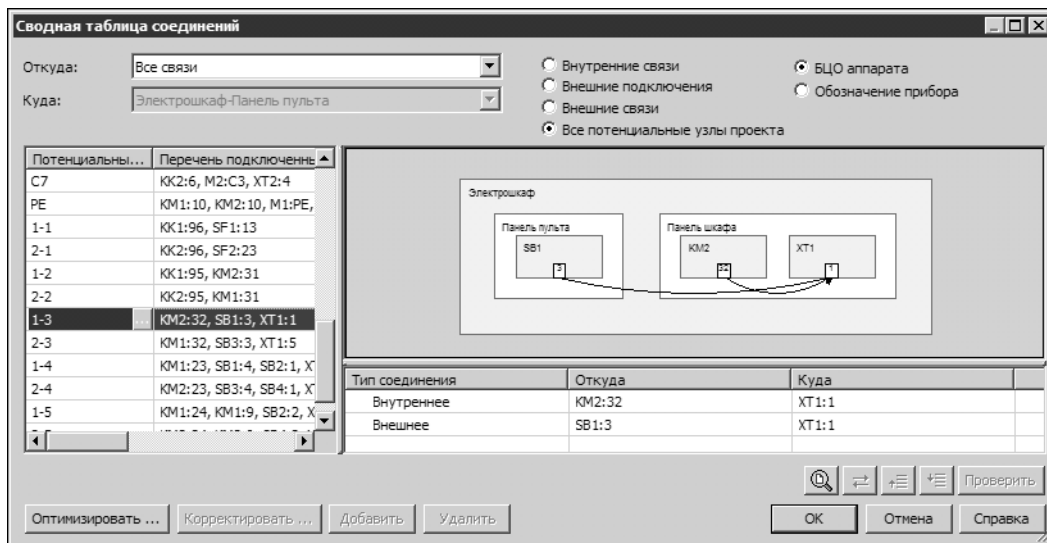 Сводная таблица соединений
Откуда: Все связи
Куда: Электрошкаф-Панель пульта
Внутренние связи
Внешние подключения
Внешние связи
Все потенциальные узлы проекта
БЦО аппарата
Обозначение прибора
Потенциальны... Перечень подключеннь
C7 KK2:6, M2:C3, XT2:4
PE KM1:10, KM2:10, M1:PE,
1-1 KK1:96, SF1:13
2-1 KK2:96, SF2:23
1-2 KK1:95, KM2:31
2-2 KK2:95, KM1:31
1-3 ... KM2:32, SB1:3, XT1:1
2-3 KM1:32, SB3:3, XT1:5
1-4 KM1:23, SB1:4, SB2:1, X
2-4 KM2:23, SB3:4, SB4:1, X
1-5 KM1:24, KM1:9, SB2:2, X
Электрошкаф
Панель пульта
SB1
3
Панель шкафа
KM2
32
XT1
1
Тип соединения Откуда Куда
Внутреннее KM2:32 XT1:1
Внешнее SB1:3 XT1:1
Проверить
Оптимизировать ... Корректировать ... Добавить Удалить OK Отмена Справка